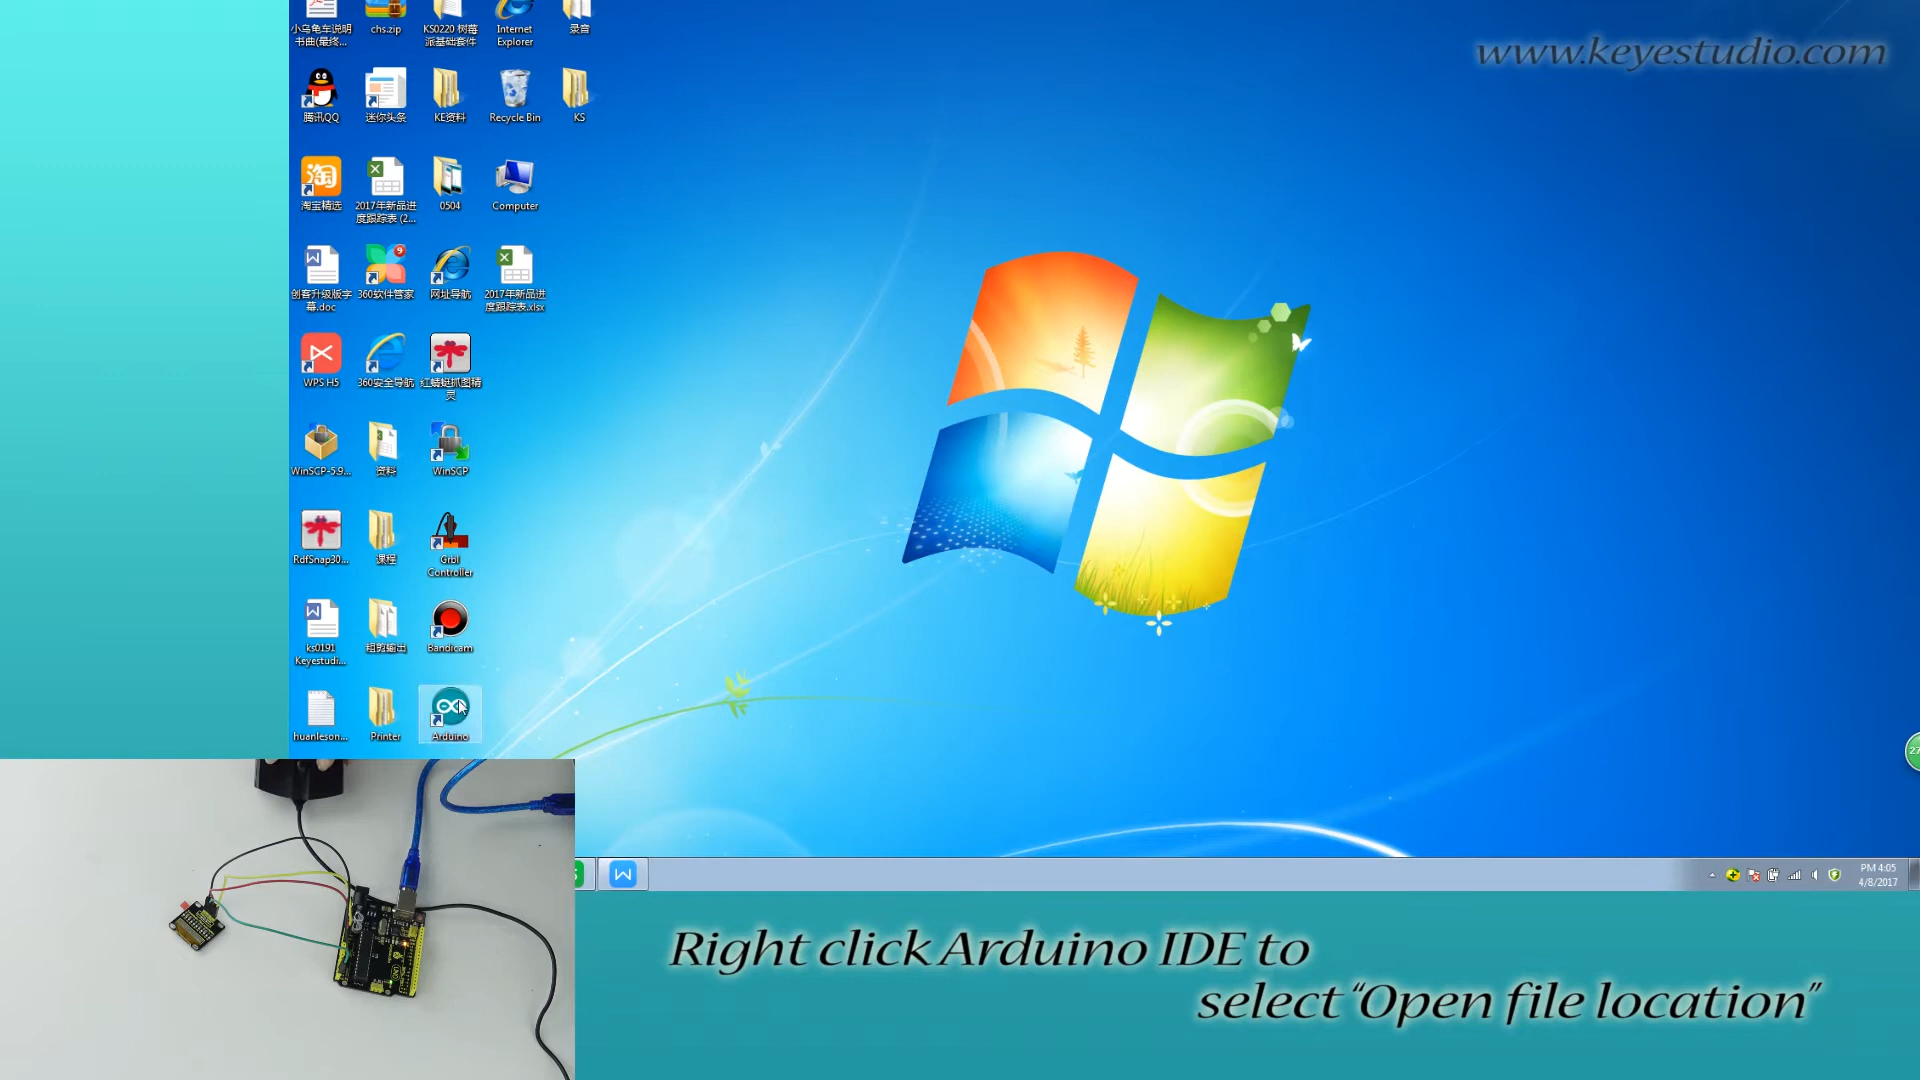 www.keyestudio.com
小乌龟车说明
书曲(最终...
chs.zip
KS0220 树莓
派基础套件
Internet
Explorer
录音
腾讯QQ
迷你头条
KE资料
Recycle Bin
KS
淘宝精选
2017年新品进
度跟踪表 (2...
0504
Computer
创客升级版字
幕.doc
360软件管家
网址导航
2017年新品进
度跟踪表.xlsx
WPS H5
360安全导航
红蜻蜓抓图精
灵
WinSCP-5.9...
资料
WinSCP
RdfSnap30...
课程
Grbl
Controller
ks0191
Keyestudi...
粗剪输出
Bandicam
huanleson...
Printer
Arduino
27
PM 4:05
4/8/2017
Right click Arduino IDE to
select “Open file location”